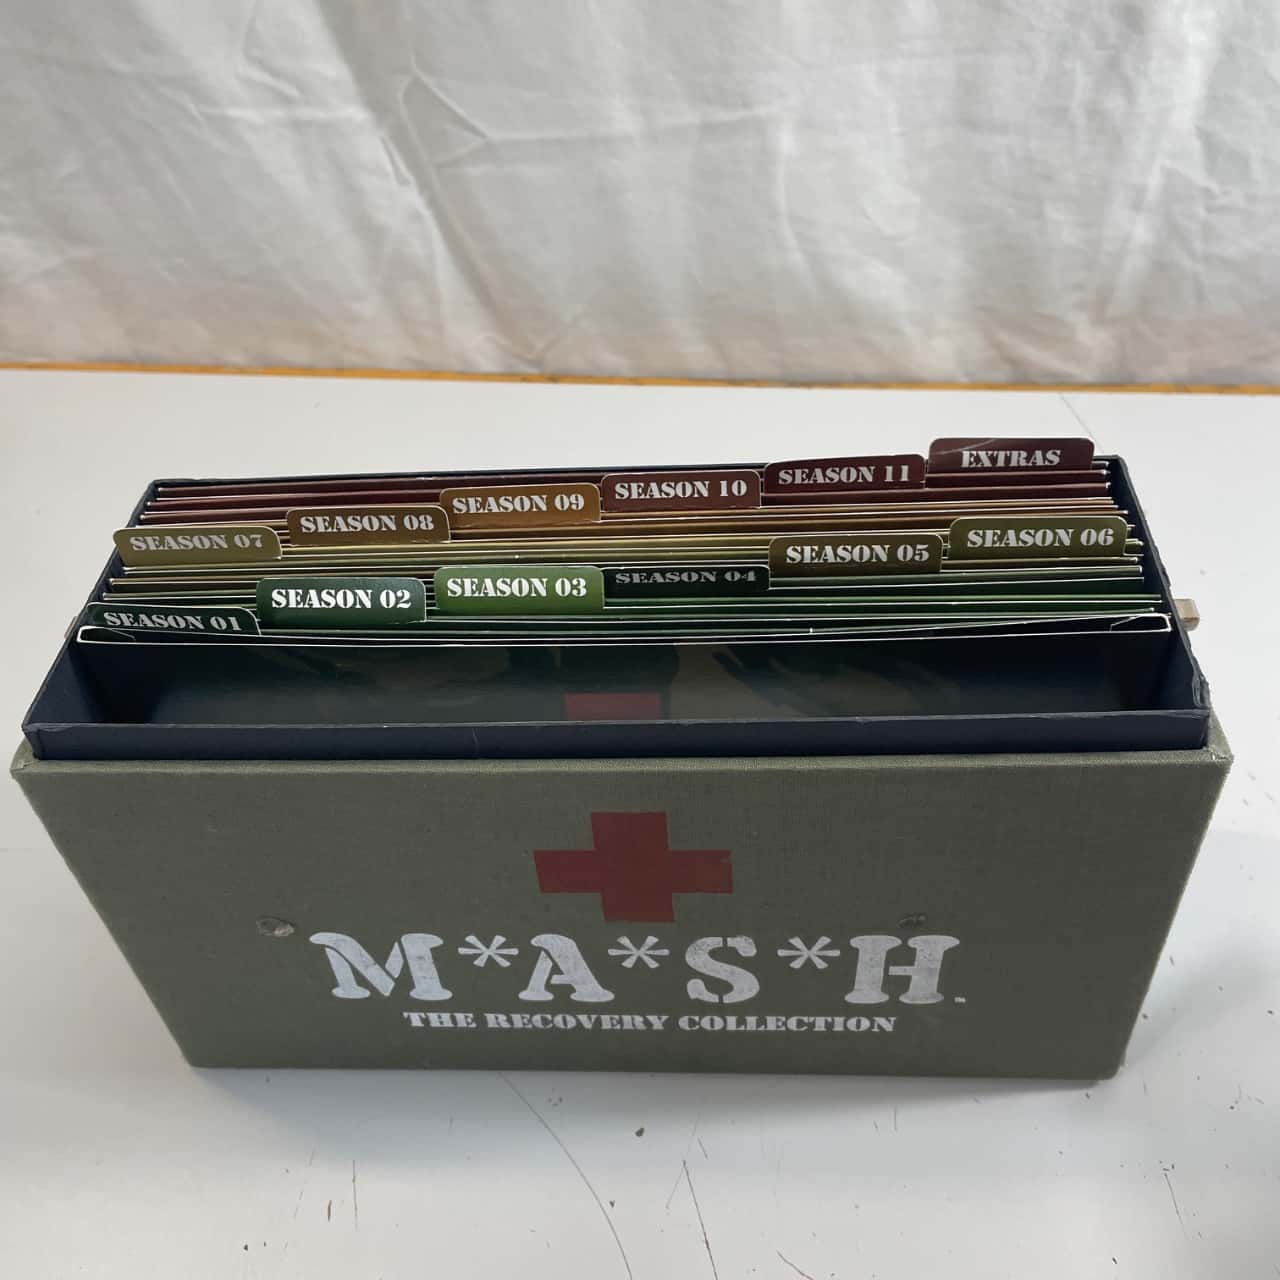 EXTRAS
SEASON 11
SEASON 10
SEASON 09
SEASON 08
SEASON 07
SEASON 06
SEASON 05
SEASON 04
SEASON 03
SEASON 02
SEASON 01
M*A*S*H
THE RECOVERY COLLECTION